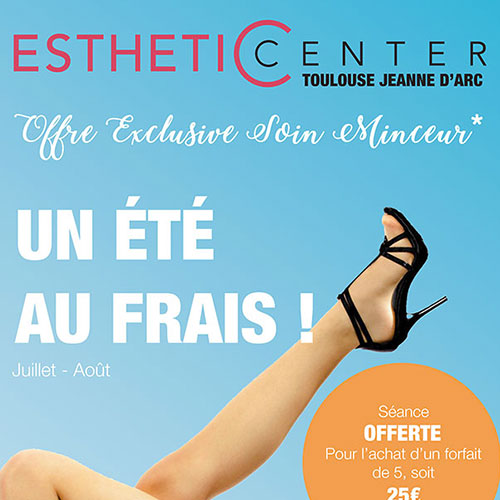 ESTHETIC CENTER
TOULOUSE JEANNE D'ARC
Offre Exclusive Soin Minceur*
UN ÉTÉ
AU FRAIS !
Juillet - Août
Séance
OFFERTE
Pour l'achat d'un forfait
de 5, soit
25€